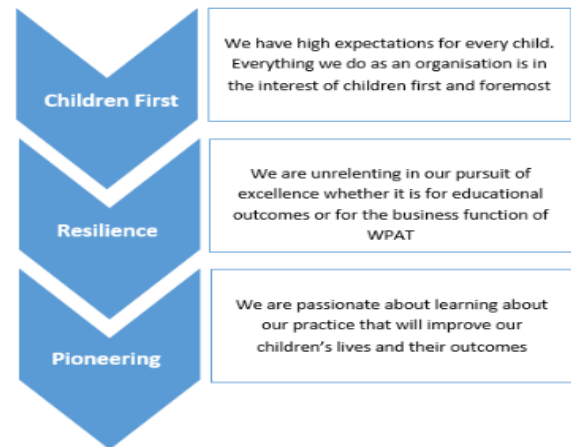 Children First
We have high expectations for every child.
Everything we do as an organisation is in
the interest of children first and foremost
Resilience
We are unrelenting in our pursuit of
excellence whether it is for educational
outcomes or for the business function of
WPAT
Pioneering
We are passionate about learning about
our practice that will improve our
children's lives and their outcomes